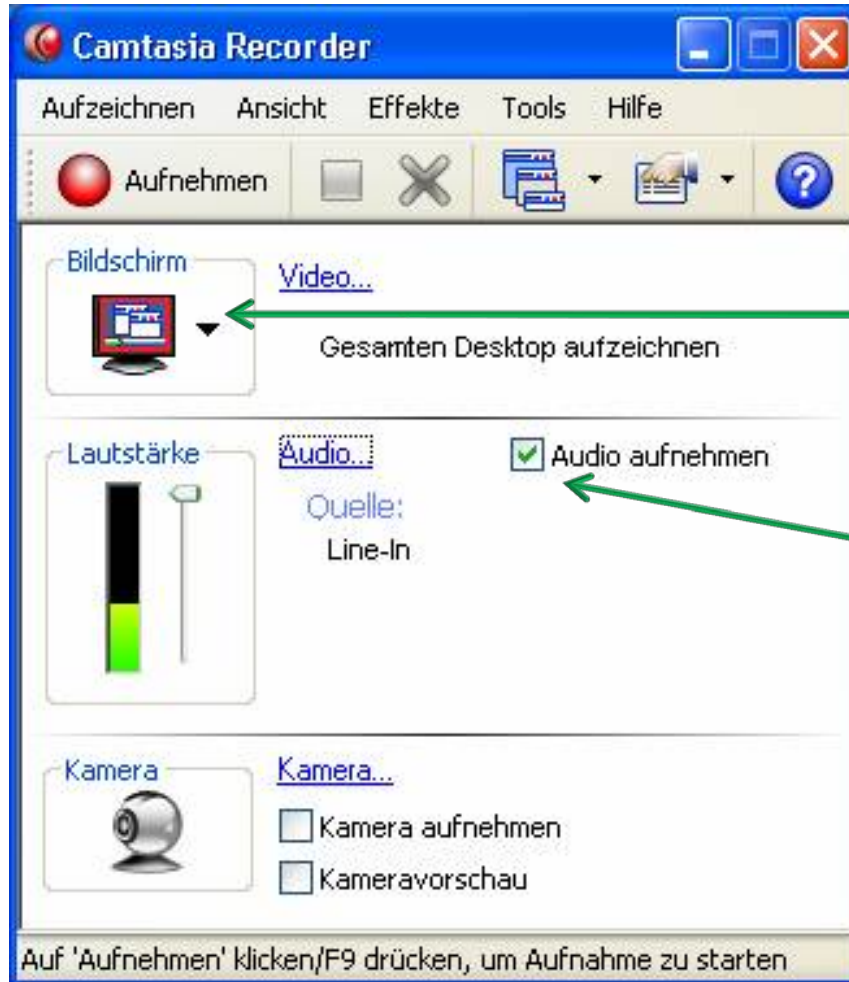 Camtasia Recorder
Aufzeichnen Ansicht Effekte Tools Hilfe
Aufnehmen
Bildschirm
Video...
Gesamten Desktop aufzeichnen
Lautstärke
Audio...
Audio aufnehmen
Quelle:
Line-In
Kamera
Kamera...
Kamera aufnehmen
Kameravorschau
Auf 'Aufnehmen' klicken/F9 drücken, um Aufnahme zu starten